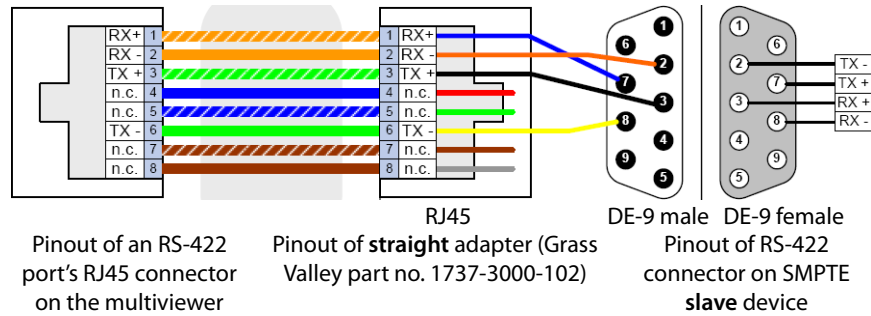 RX+ 1
RX - 2
TX + 3
n.c. 4
n.c. 5
TX - 6
n.c. 7
n.c. 8
1 RX+
2 RX -
3 TX +
4 n.c.
5 n.c.
6 TX -
7 n.c.
8 n.c.
1
6
2
7
3
8
4
9
5
1
6
2
7
3
8
4
9
5
TX -
TX +
RX +
RX -
RJ45
DE-9 male
DE-9 female
Pinout of an RS-422
port's RJ45 connector
on the multiviewer
Pinout of straight adapter (Grass
Valley part no. 1737-3000-102)
Pinout of RS-422
connector on SMPTE
slave device